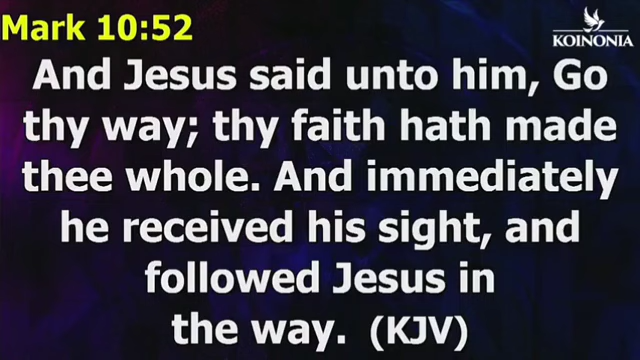 Mark 10:52
KOINONIA
And Jesus said unto him, Go
thy way; thy faith hath made
thee whole. And immediately
he received his sight, and
followed Jesus in
the way. (KJV)